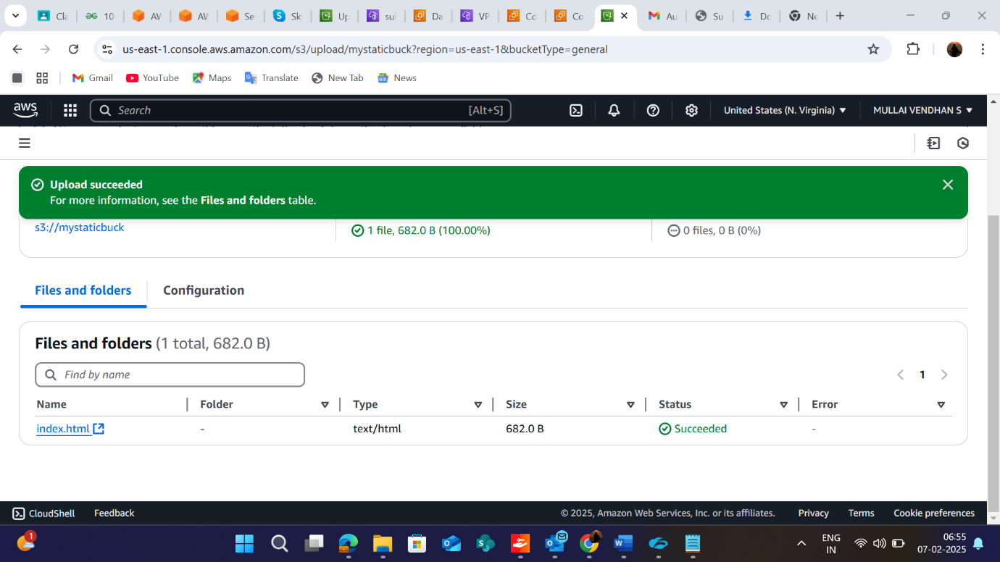 Cla
10
AV
AV
Se
Sk
Up
sul
Da
VP
Co
Co
Au
Su
Do
Ne
us-east-1.console.aws.amazon.com/s3/upload/mystaticbuck?region=us-east-1&bucketType=general
Gmail YouTube Maps Translate New Tab News
aws Search [Alt+S] United States (N. Virginia) MULLAI VENDHAN S
Upload succeeded
For more information, see the Files and folders table.
s3://mystaticbuck 1 file, 682.0 B (100.00%) 0 files, 0 B (0%)
Files and folders Configuration
Files and folders (1 total, 682.0 B)
Find by name 1
Name Folder Type Size Status Error
index.html - text/html 682.0 B Succeeded -
CloudShell Feedback © 2025, Amazon Web Services, Inc. or its affiliates. Privacy Terms Cookie preferences
1 ENG 06:55
IN 07-02-2025